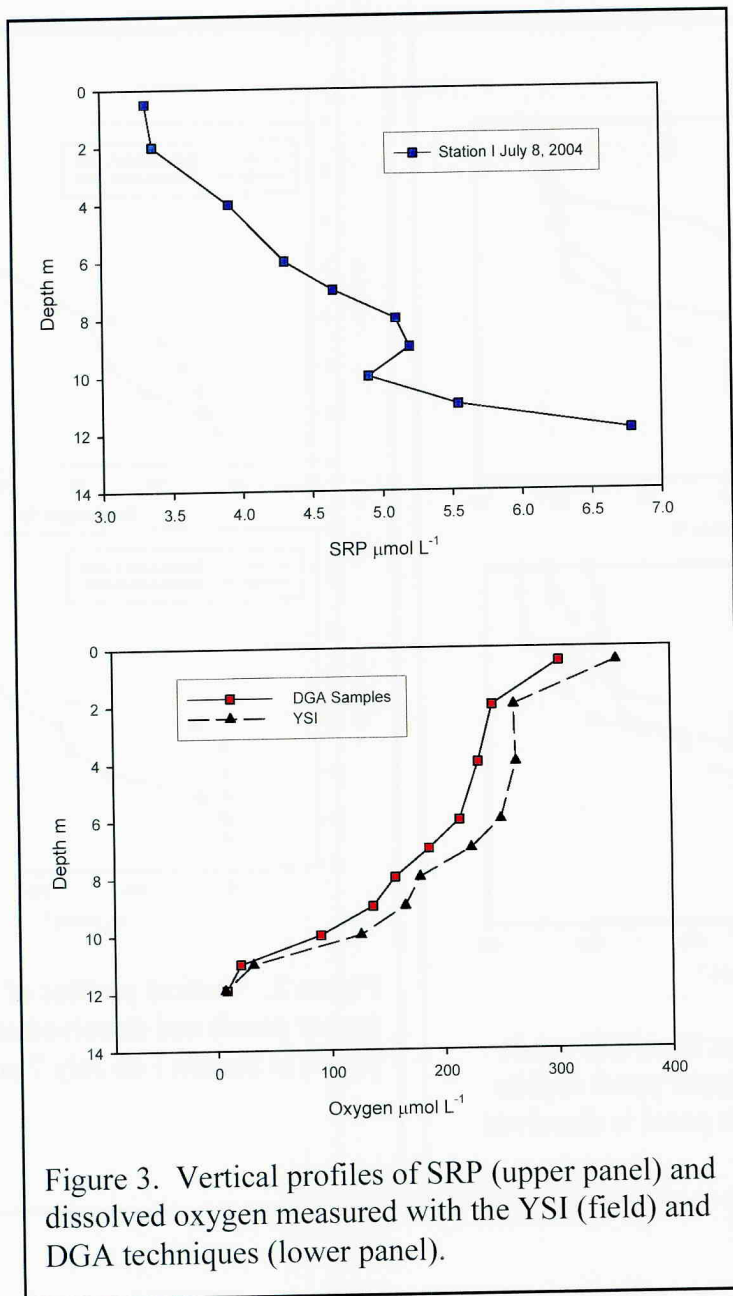 0
2
4
6
8
10
12
14
Depth m
Station I July 8, 2004
3.0 3.5 4.0 4.5 5.0 5.5 6.0 6.5 7.0
SRP μmol L⁻¹
0
2
4
6
8
10
12
14
Depth m
DGA Samples
YSI
0 100 200 300 400
Oxygen μmol L⁻¹
Figure 3. Vertical profiles of SRP (upper panel) and
dissolved oxygen measured with the YSI (field) and
DGA techniques (lower panel).